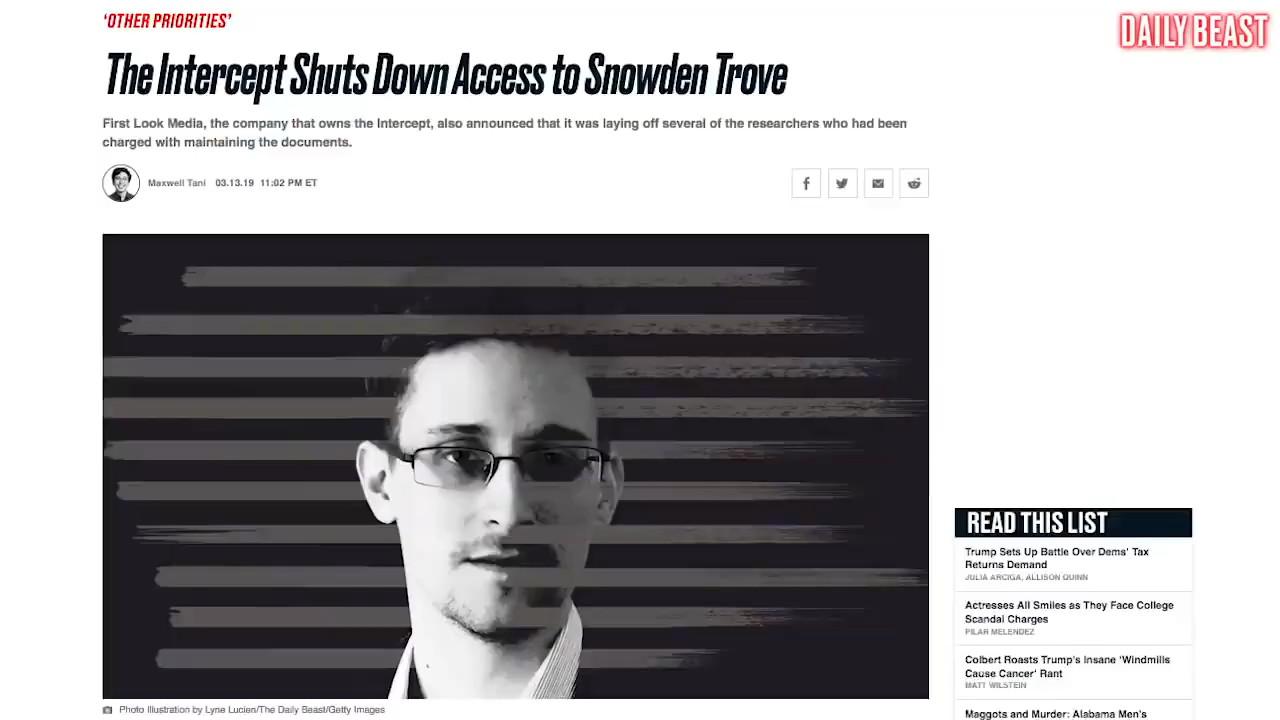 ‘OTHER PRIORITIES’
DAILY BEAST
The Intercept Shuts Down Access to Snowden Trove
First Look Media, the company that owns the Intercept, also announced that it was laying off several of the researchers who had been
charged with maintaining the documents.
Maxwell Tani 03.13.19 11:02 PM ET
READ THIS LIST
Trump Sets Up Battle Over Dems' Tax
Returns Demand
JULIA ARCIGA, ALLISON QUINN
Actresses All Smiles as They Face College
Scandal Charges
PILAR MELENDEZ
Colbert Roasts Trump's Insane 'Windmills
Cause Cancer' Rant
MATT WILSTEIN
Maggots and Murder: Alabama Men's
Photo Illustration by Lyne Lucien/The Daily Beast/Getty Images